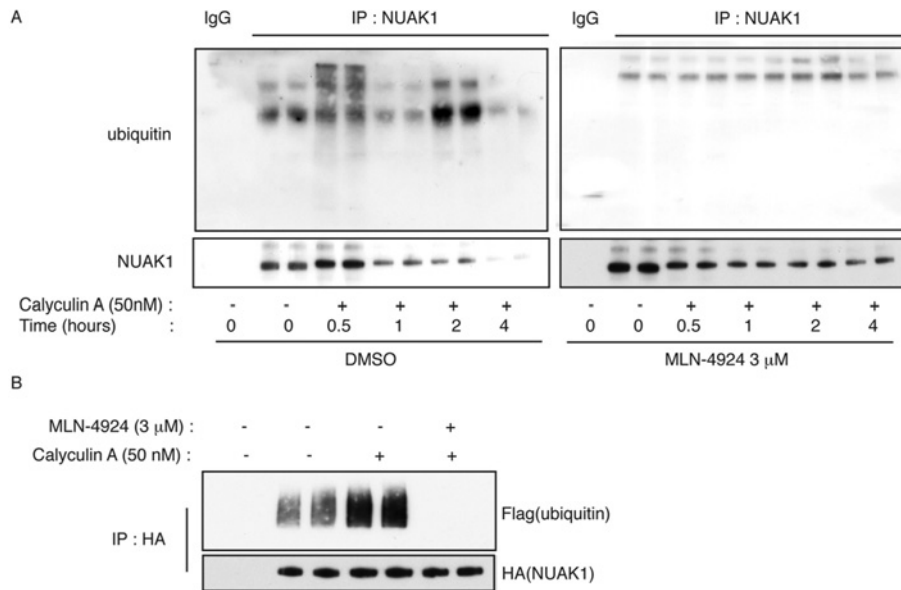 A
IgG IP : NUAK1 IgG IP : NUAK1
ubiquitin
NUAK1
Calyculin A (50nM) : - - + + + + - - + + + +
Time (hours) : 0 0 0.5 1 2 4 0 0 0.5 1 2 4
DMSO MLN-4924 3 μM
B
MLN-4924 (3 μM) : - - - +
Calyculin A (50 nM) : - - + +
Flag(ubiquitin)
IP : HA
HA(NUAK1)